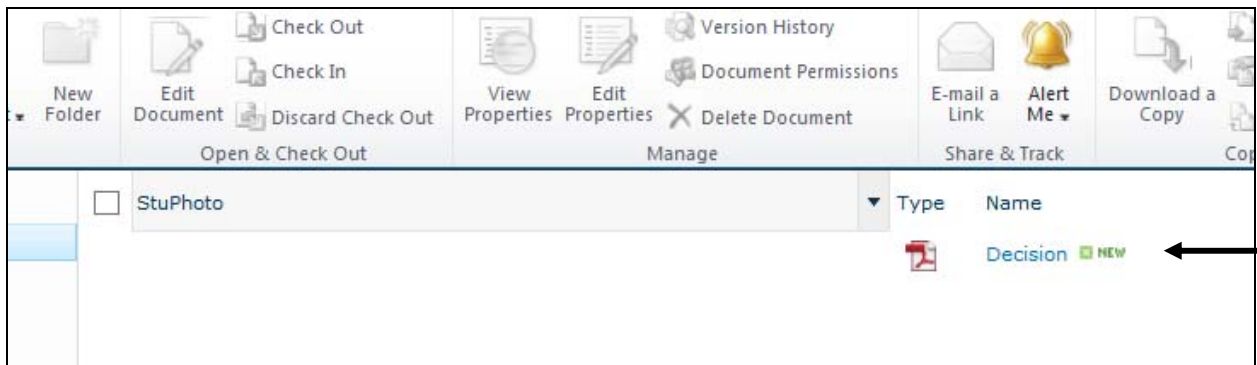 Check Out
Version History
Check In
Document Permissions
New Folder
Edit Document
View Properties
Edit Properties
E-mail a Link
Alert Me
Download a Copy
Discard Check Out
Delete Document
Open & Check Out
Manage
Share & Track
StuPhoto
Type
Name
Decision NEW